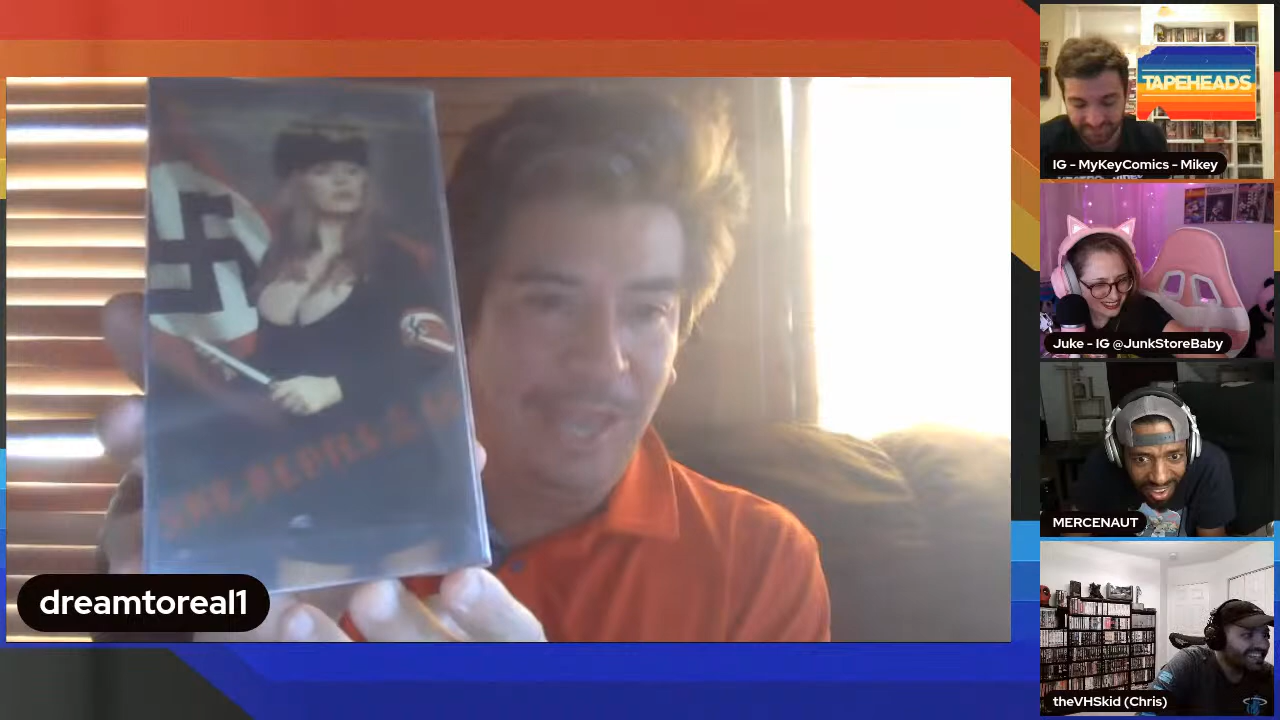 TAPEHEADS
IG - MyKeyComics - Mikey
Juke - IG @JunkStoreBaby
MERCENAUT
dreamtoreal1
theVHSkid (Chris)